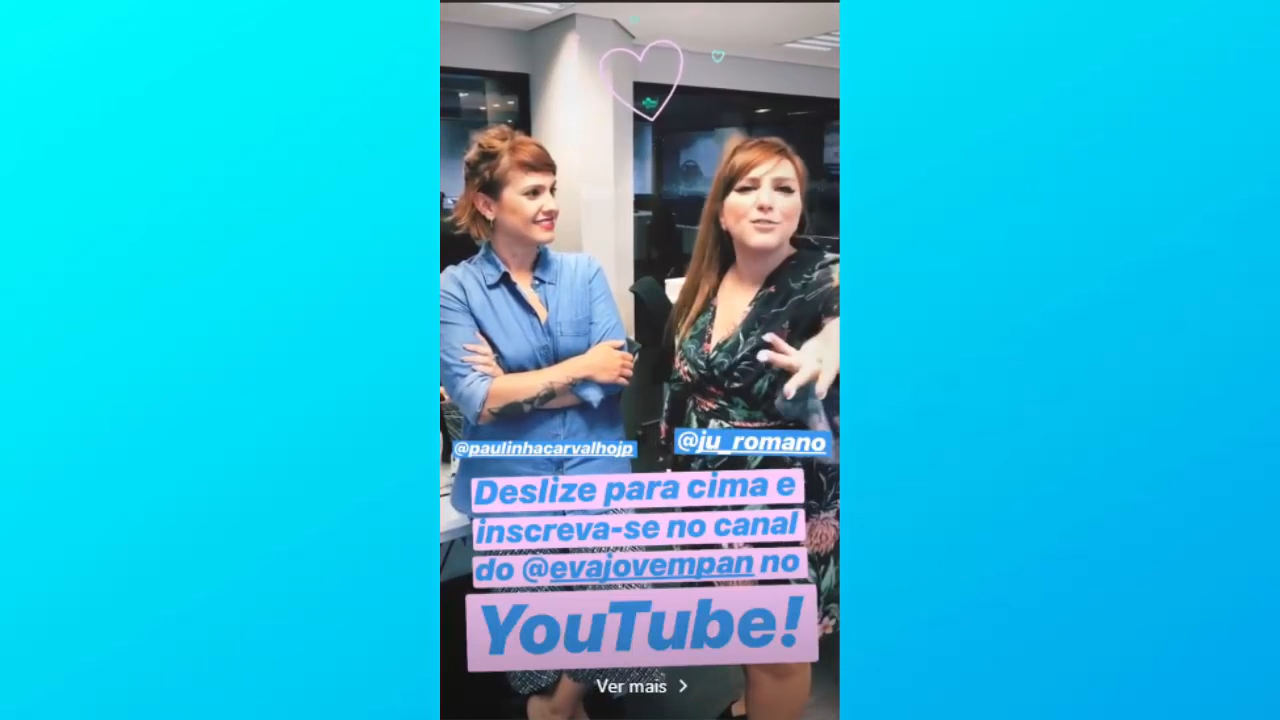 @paulinhacarvalhojp
@ju_romano
Deslize para cima e
inscreva-se no canal
do @evajovempan no
YouTube!
Ver mais